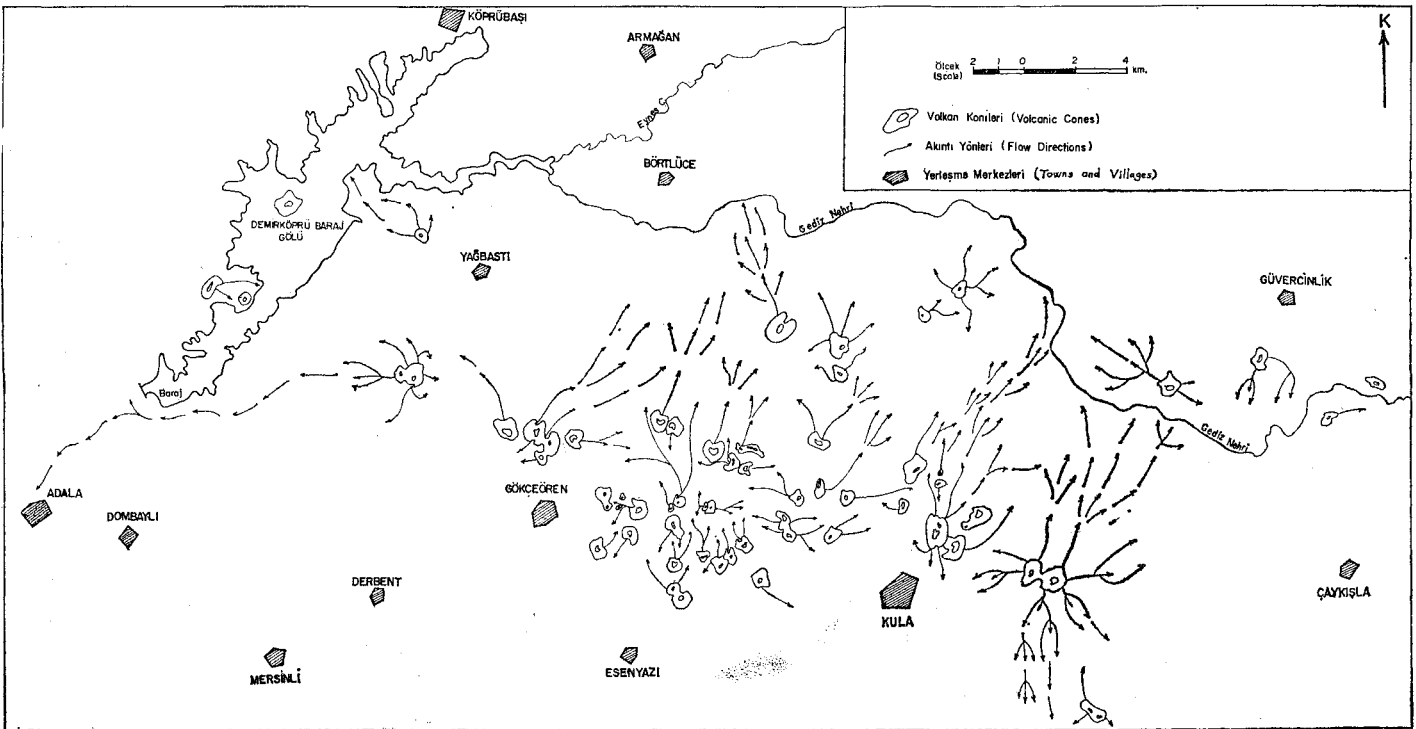 KÖPRÜBAŞI
ARMAĞAN
K
Ölçek
(Scale)
2 1 0 2 4 km.
Volkan Konileri (Volcanic Cones)
Akıntı Yönleri (Flow Directions)
Yerleşme Merkezleri (Towns and Villages)
BÖRTLÜCE
DEMİRKÖPRÜ BARAJ
GÖLÜ
Gediz Nehri
YAĞBASTI
GÜVERCİNLİK
Baraj
Gediz Nehri
ADALA
GÖKÇEÖREN
DOMBAYLI
DERBENT
KULA
ÇAYKIŞLA
MERSİNLİ
ESENYAZI